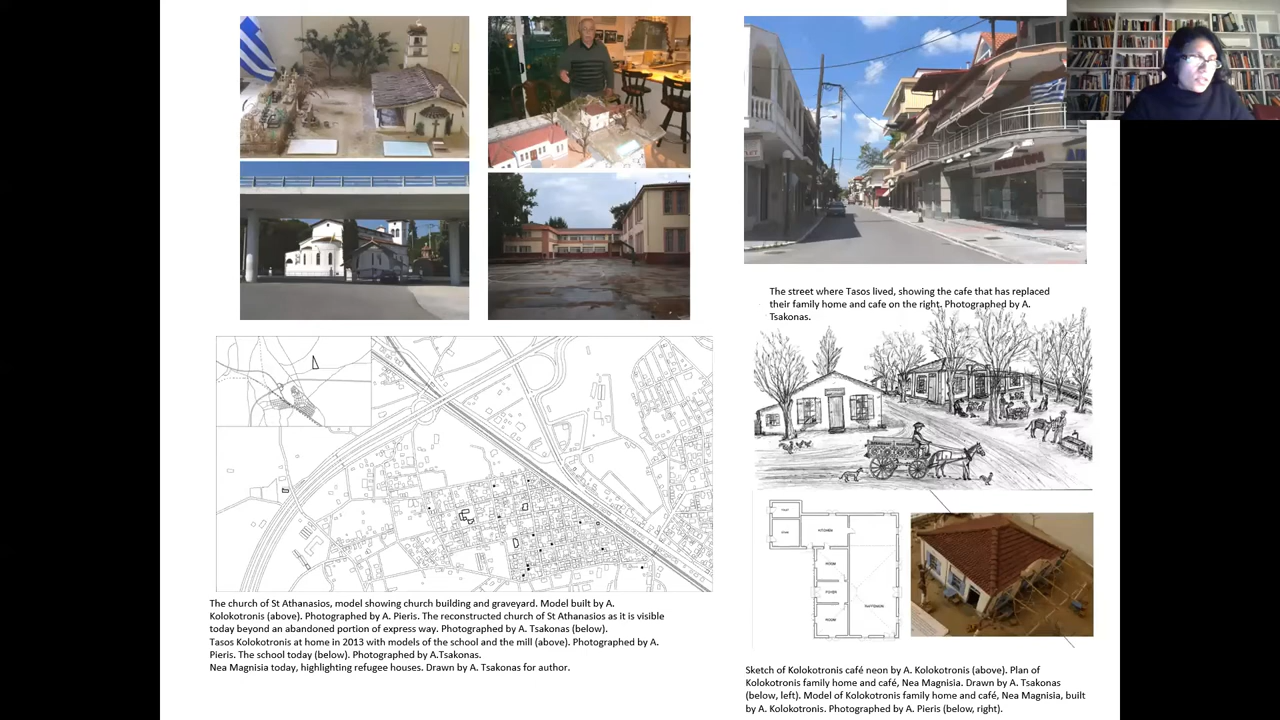 The street where Tasos lived, showing the cafe that has replaced
their family home and cafe on the right. Photographed by A.
Tsakonas.
KITCHEN
ROOM
FOYER
ROOM
The church of St Athanasios, model showing church building and graveyard. Model built by A.
Kolokotronis (above). Photographed by A. Pieris. The reconstructed church of St Athanasios as it is visible
today beyond an abandoned portion of express way. Photographed by A. Tsakonas (below).
Tasos Kolokotronis at home in 2013 with models of the school and the mill (above). Photographed by A.
Pieris. The school today (below). Photographed by A.Tsakonas.
Nea Magnisia today, highlighting refugee houses. Drawn by A. Tsakonas for author.
Sketch of Kolokotronis café neon by A. Kolokotronis (above). Plan of
Kolokotronis family home and café, Nea Magnisia. Drawn by A. Tsakonas
(below, left). Model of Kolokotronis family home and café, Nea Magnisia, built
by A. Kolokotronis. Photographed by A. Pieris (below, right).